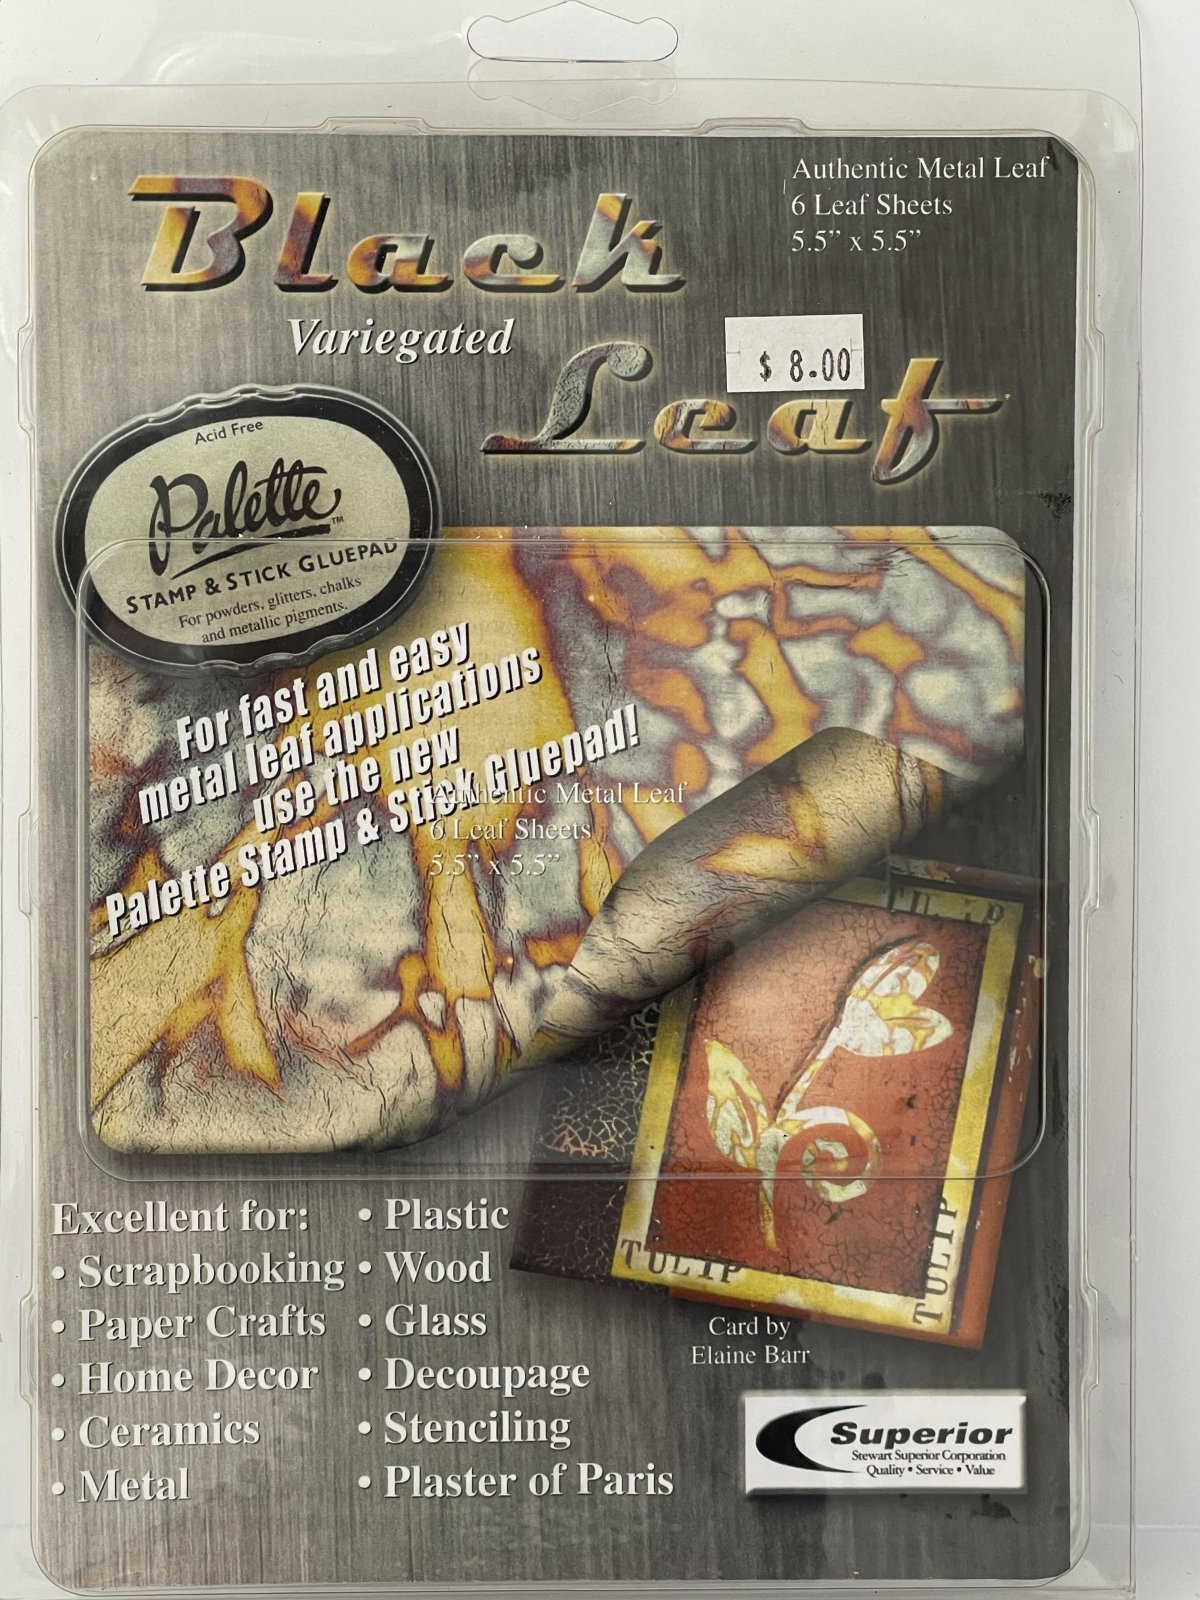 Authentic Metal Leaf
6 Leaf Sheets
5.5” x 5.5”
Black
Variegated
Leaf
$ 8.00
Acid Free
Palette™
STAMP & STICK GLUEPAD
For powders, glitters, chalks
and metallic pigments.
For fast and easy
metal leaf applications
use the new
Palette Stamp & Stick Gluepad!
Authentic Metal Leaf
6 Leaf Sheets
5.5” x 5.5”
TULIP
TULIP
TULIP
Card by
Elaine Barr
Excellent for:
• Scrapbooking
• Paper Crafts
• Home Decor
• Ceramics
• Metal
• Plastic
• Wood
• Glass
• Decoupage
• Stenciling
• Plaster of Paris
Superior
Stewart Superior Corporation
Quality • Service • Value